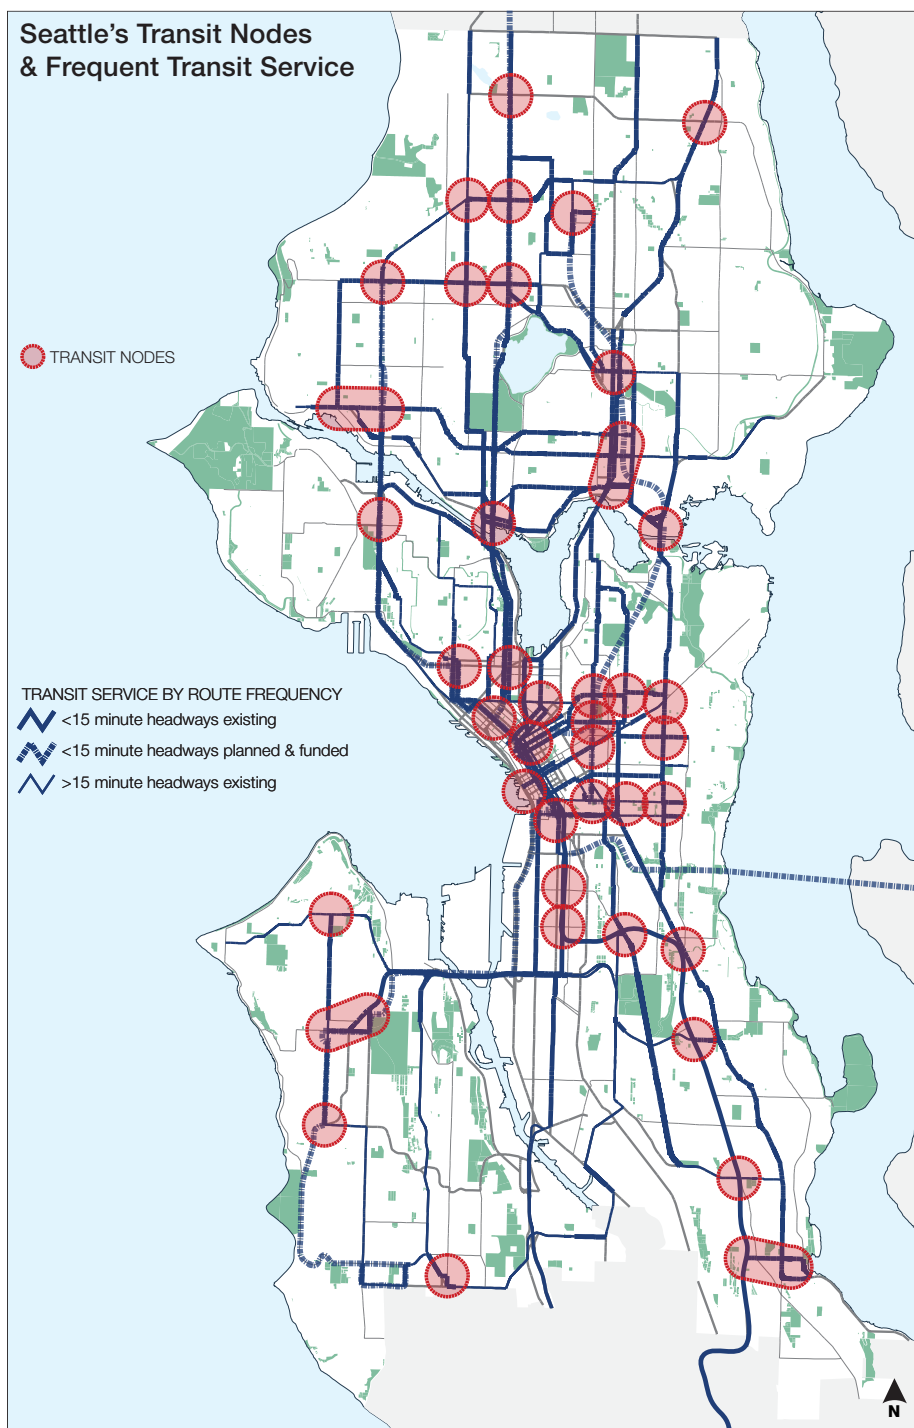 Seattle’s Transit Nodes
& Frequent Transit Service
TRANSIT NODES
TRANSIT SERVICE BY ROUTE FREQUENCY
<15 minute headways existing
<15 minute headways planned & funded
>15 minute headways existing
N